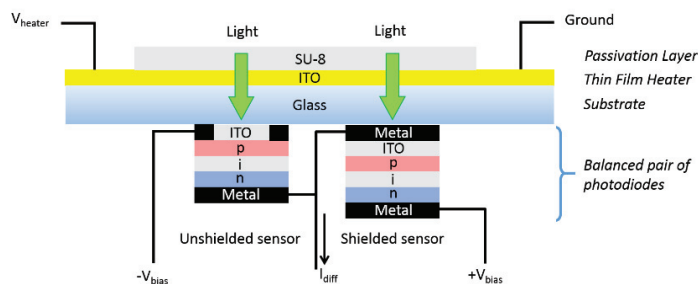 V_heater
Light
Light
Ground
SU-8
Passivation Layer
ITO
Thin Film Heater
Glass
Substrate
ITO
Metal
p
ITO
i
p
n
i
Metal
n
Metal
Balanced pair of
photodiodes
Unshielded sensor
Shielded sensor
-V_bias
I_diff
+V_bias